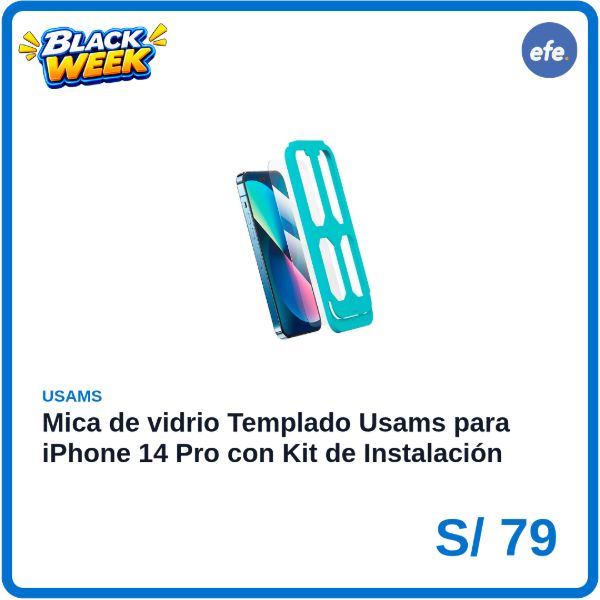 BLACK
WEEK
efe.
USAMS
Mica de vidrio Templado Usams para
iPhone 14 Pro con Kit de Instalación
S/ 79